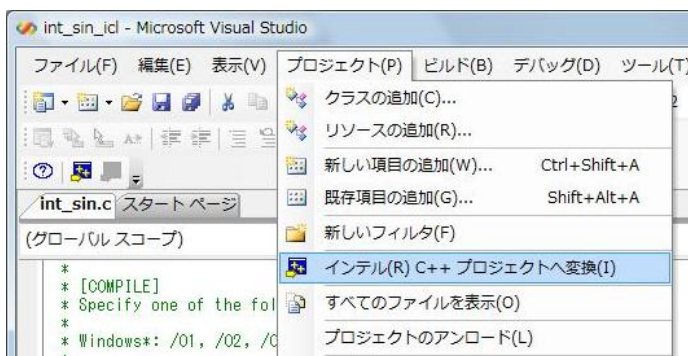 int_sin_icl - Microsoft Visual Studio
ファイル(F) 編集(E) 表示(V) プロジェクト(P) ビルド(B) デバッグ(D) ツール(T)
クラスの追加(C)...
リソースの追加(R)...
新しい項目の追加(W)... Ctrl+Shift+A
既存項目の追加(G)... Shift+Alt+A
新しいフィルタ(F)
インテル(R) C++ プロジェクトへ変換(I)
すべてのファイルを表示(O)
プロジェクトのアンロード(L)
int_sin.c スタート ページ
(グローバル スコープ)
*
* [COMPILE]
* Specify one of the fol
*
* Windows*: /O1, /O2, /O